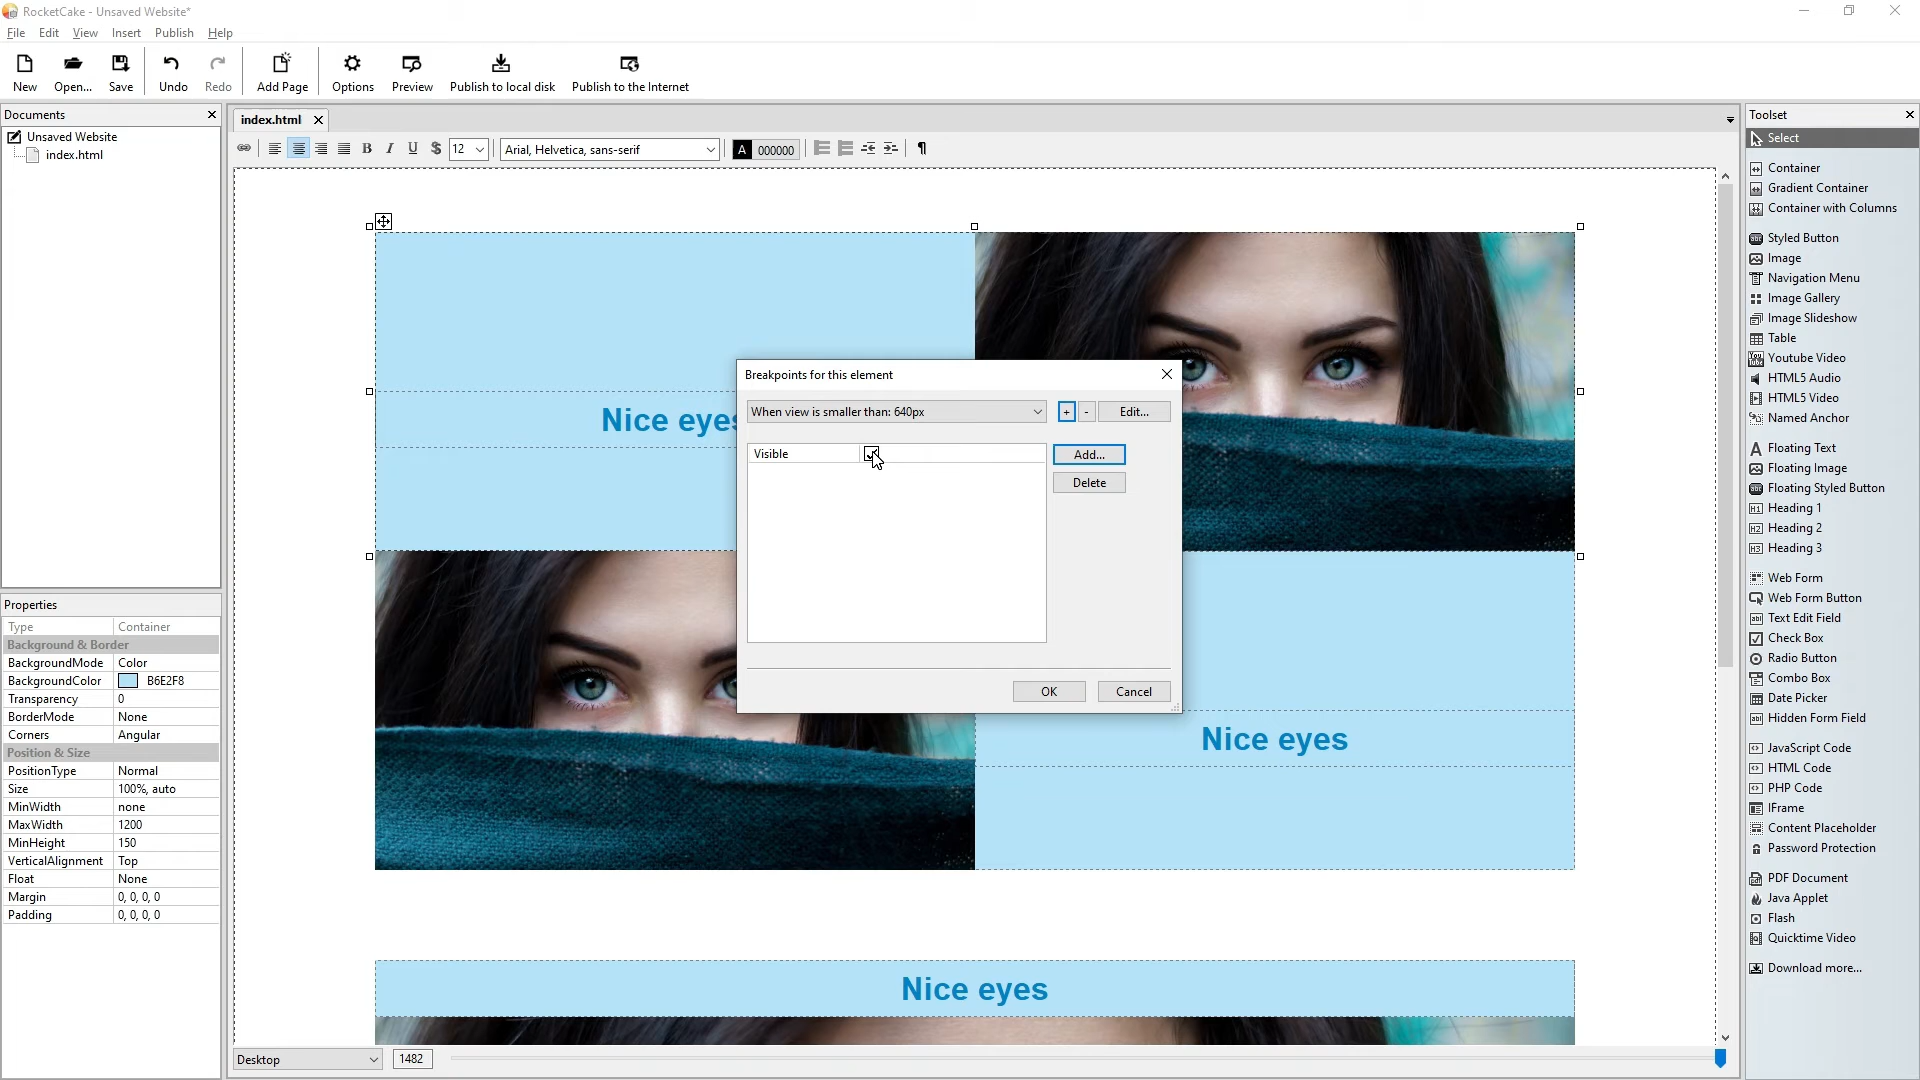 RocketCake - Unsaved Website*
File Edit View Insert Publish Help
New Open... Save Undo Redo Add Page Options Preview Publish to local disk Publish to the Internet
Documents
Unsaved Website
index.html
index.html
B I U $ 12 Arial, Helvetica, sans-serif A 000000 ¶
Nice eyes
Breakpoints for this element
When view is smaller than: 640px + - Edit...
Visible
Add...
Delete
OK Cancel
Nice eyes
Nice eyes
Desktop 1482
Properties
Type Container
Background & Border
BackgroundMode Color
BackgroundColor B6E2F8
Transparency 0
BorderMode None
Corners Angular
Position & Size
PositionType Normal
Size 100%, auto
MinWidth none
MaxWidth 1200
MinHeight 150
VerticalAlignment Top
Float None
Margin 0, 0, 0, 0
Padding 0, 0, 0, 0
Toolset
Select
Container
Gradient Container
Container with Columns
Styled Button
Image
Navigation Menu
Image Gallery
Image Slideshow
Table
Youtube Video
HTML5 Audio
HTML5 Video
Named Anchor
Floating Text
Floating Image
Floating Styled Button
Heading 1
Heading 2
Heading 3
Web Form
Web Form Button
Text Edit Field
Check Box
Radio Button
Combo Box
Date Picker
Hidden Form Field
JavaScript Code
HTML Code
PHP Code
IFrame
Content Placeholder
Password Protection
PDF Document
Java Applet
Flash
Quicktime Video
Download more...